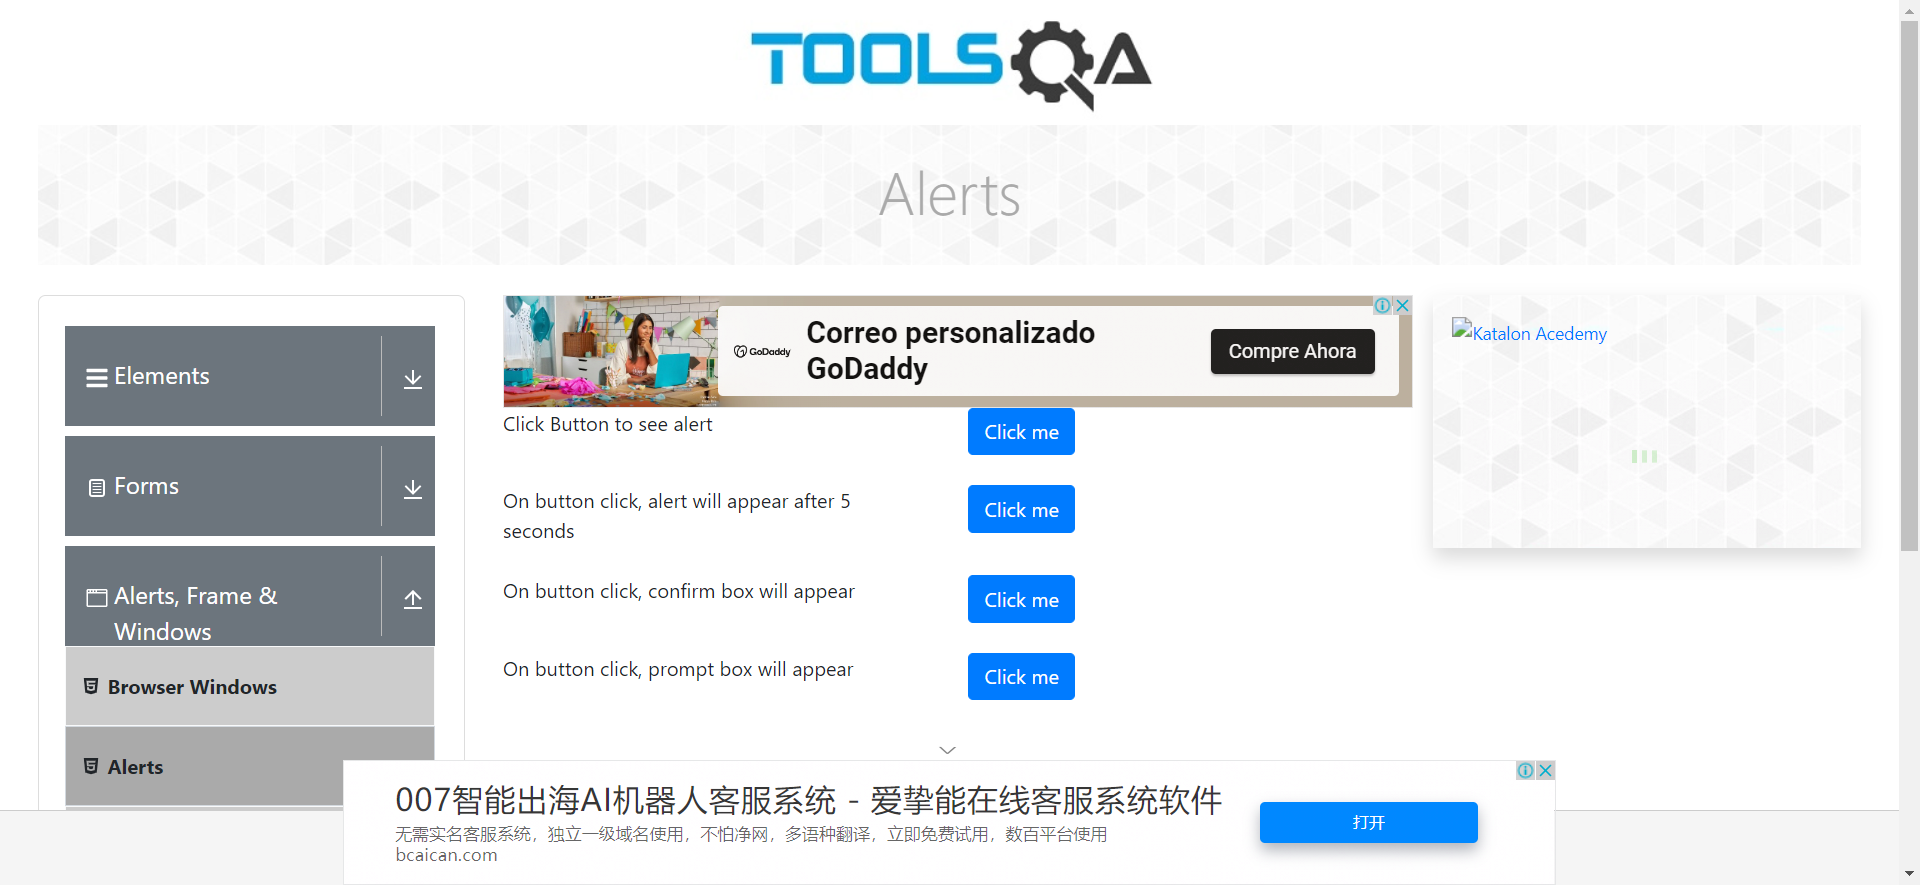 TOOLSQA
Alerts
Elements
Forms
Alerts, Frame &
Windows
Browser Windows
Alerts
GoDaddy
Correo personalizado
GoDaddy
Compre Ahora
Click Button to see alert
Click me
On button click, alert will appear after 5
seconds
Click me
On button click, confirm box will appear
Click me
On button click, prompt box will appear
Click me
Katalon Acedemy
007智能出海AI机器人客服系统 - 爱挚能在线客服系统软件
无需实名客服系统，独立一级域名使用，不怕净网，多语种翻译，立即免费试用，数百平台使用
bcaican.com
打开